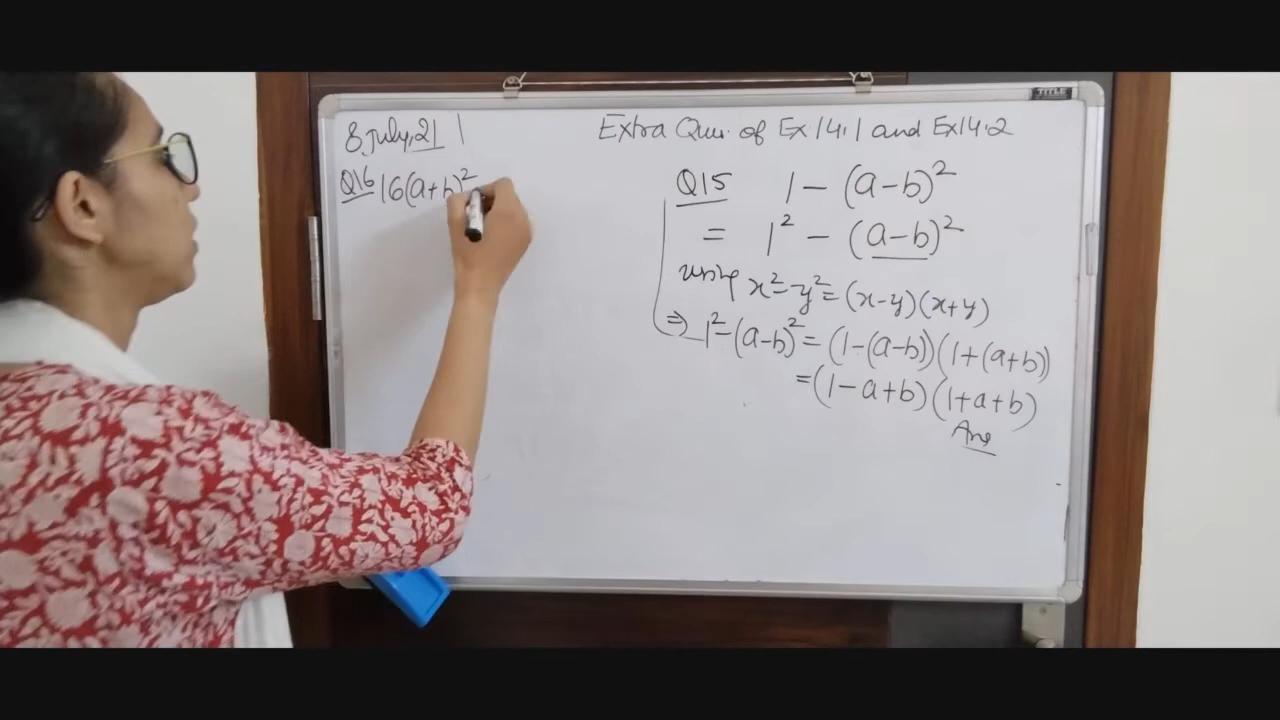 TITLE
8 July, 21
Extra Ques. of Ex 14.1 and Ex 14.2
Q16 16(a+b)²
Q15 1 - (a-b)²
= 1² - (a-b)²
using x²-y²=(x-y)(x+y)
⇒ 1²-(a-b)²=(1-(a-b))(1+(a+b))
=(1-a+b)(1+a+b)
Ans